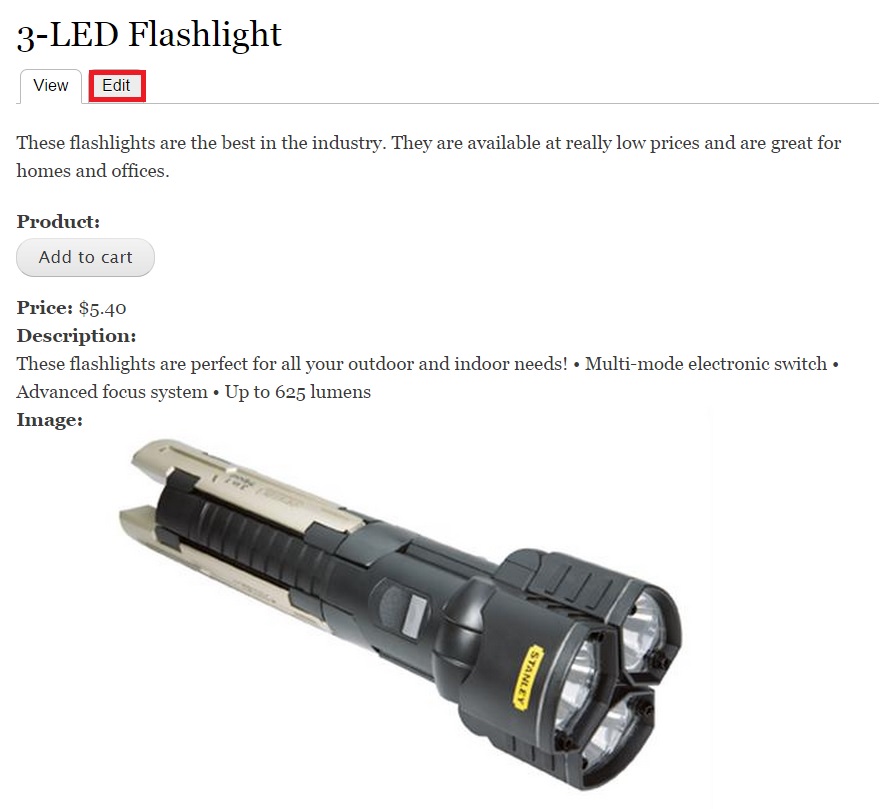 3-LED Flashlight
View Edit
These flashlights are the best in the industry. They are available at really low prices and are great for
homes and offices.
Product:
Add to cart
Price: $5.40
Description:
These flashlights are perfect for all your outdoor and indoor needs! • Multi-mode electronic switch •
Advanced focus system • Up to 625 lumens
Image:
STANLEY